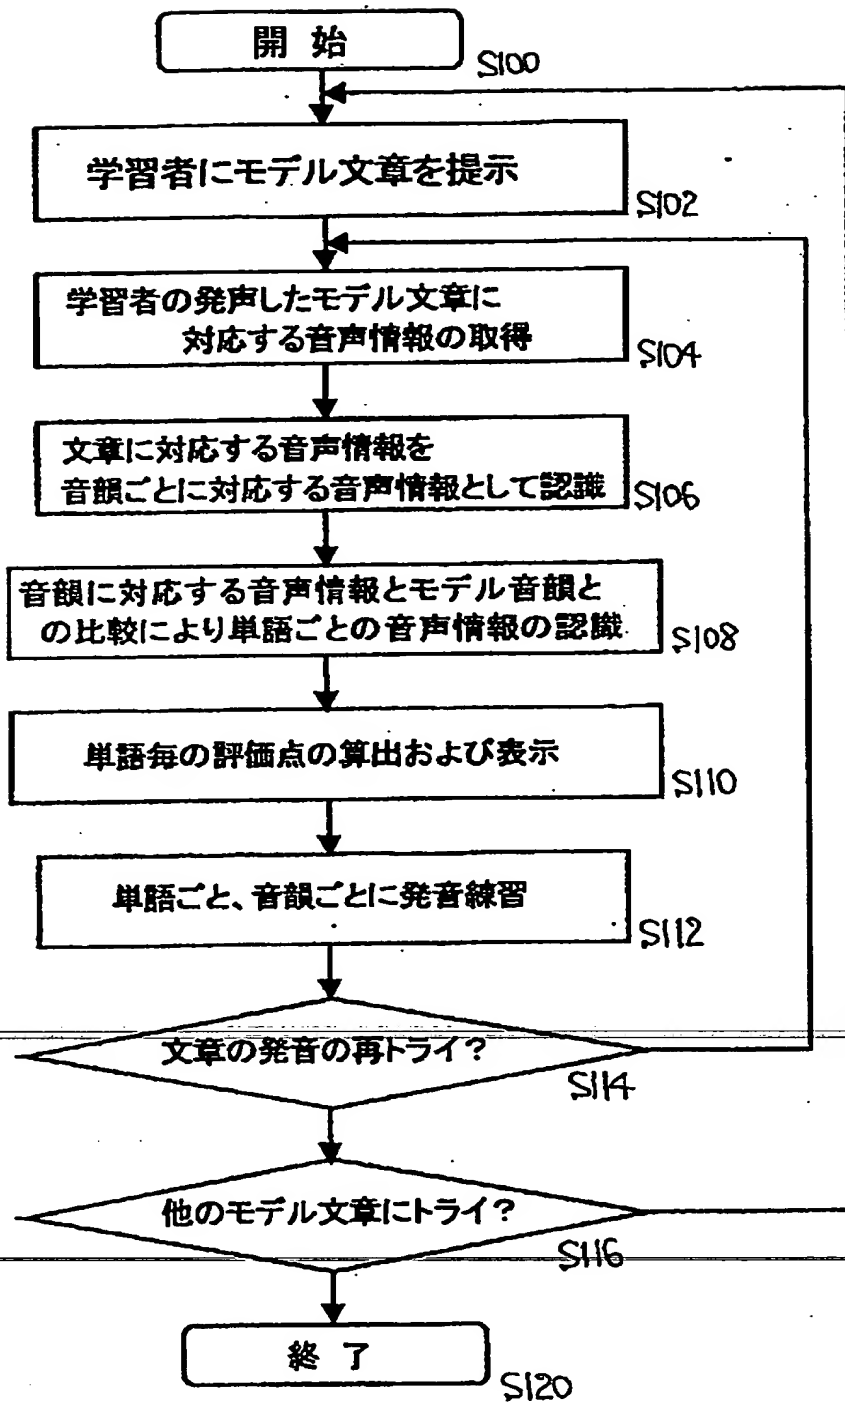 開始
S100
学習者にモデル文章を提示
S102
学習者の発声したモデル文章に
対応する音声情報の取得
S104
文章に対応する音声情報を
音韻ごとに対応する音声情報として認識
S106
音韻に対応する音声情報とモデル音韻と
の比較により単語ごとの音声情報の認識
S108
単語毎の評価点の算出および表示
S110
単語ごと、音韻ごとに発音練習
S112
文章の発音の再トライ?
S114
他のモデル文章にトライ?
S116
終了
S120